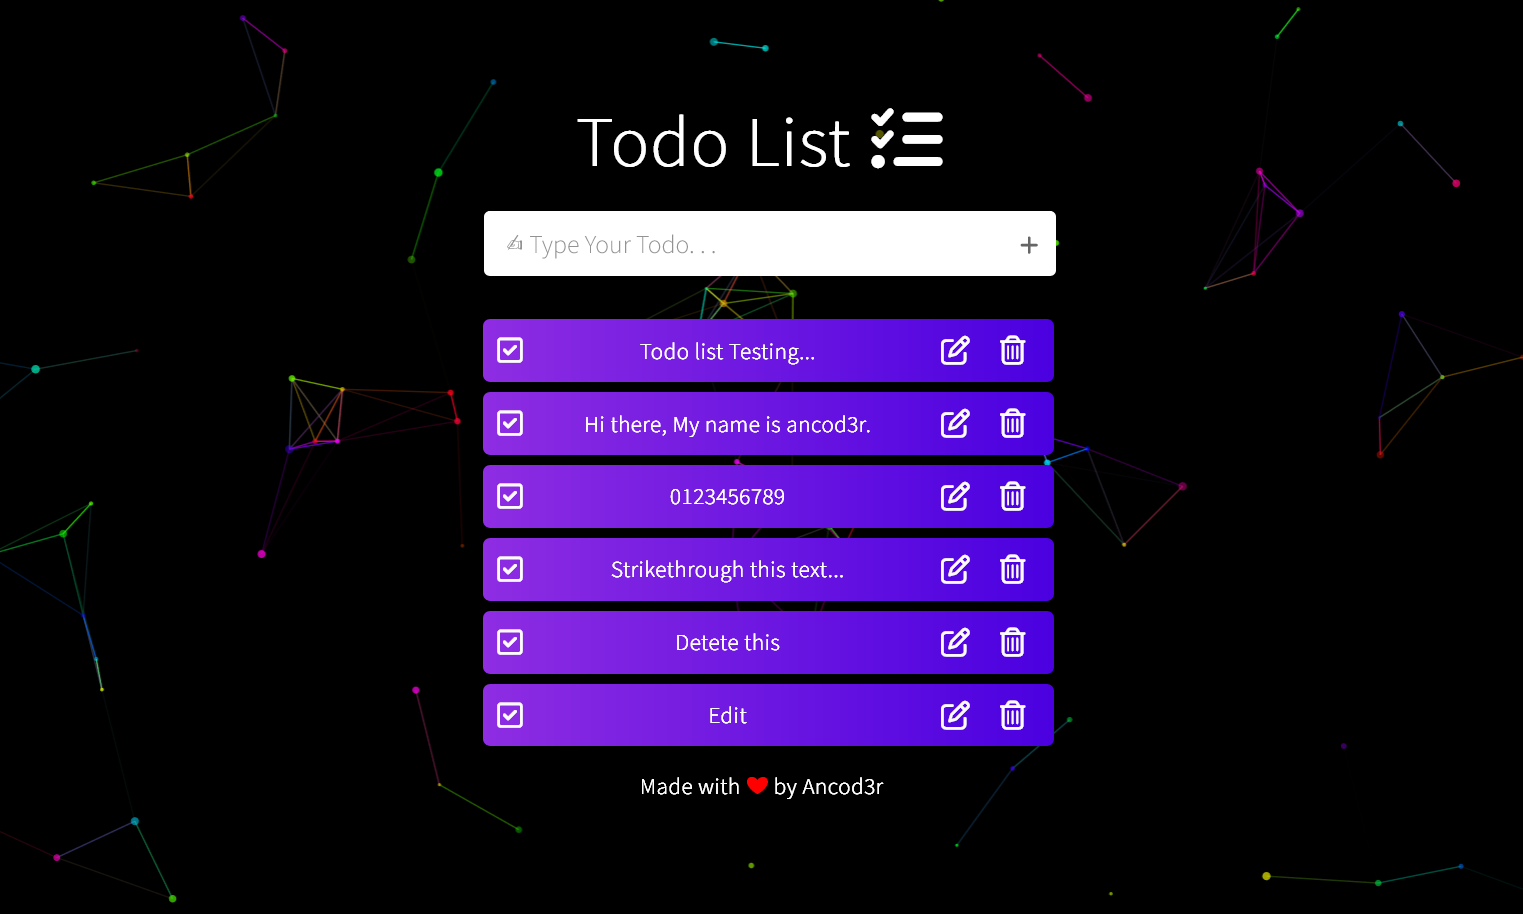 Todo List
✍ Type Your Todo. . .
Todo list Testing...
Hi there, My name is ancod3r.
0123456789
Strikethrough this text...
Detete this
Edit
Made with ❤ by Ancod3r